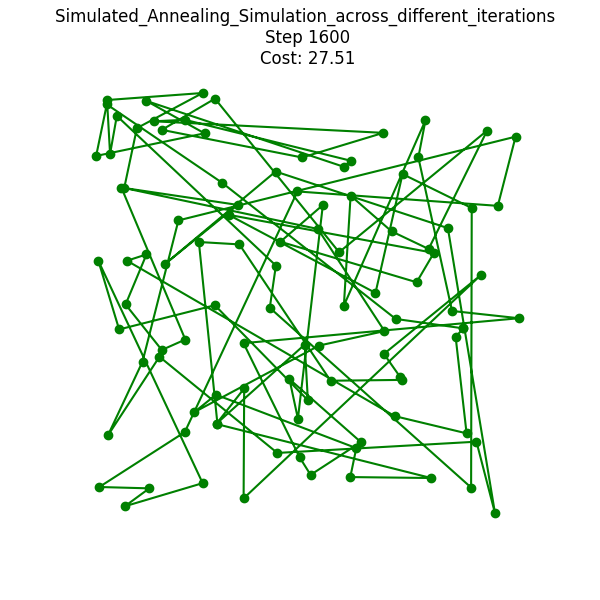 Simulated_Annealing_Simulation_across_different_iterations
Step 1600
Cost: 27.51